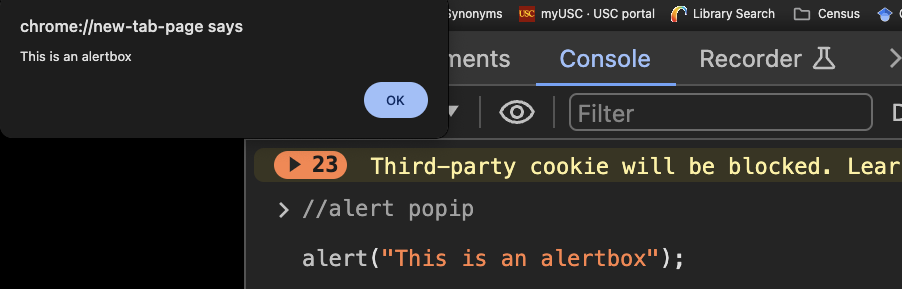 chrome://new-tab-page says
This is an alertbox
OK
Synonyms
USC myUSC · USC portal
Library Search
Census
ments
Console
Recorder
Filter
23 Third-party cookie will be blocked. Lear
//alert popip
alert("This is an alertbox");